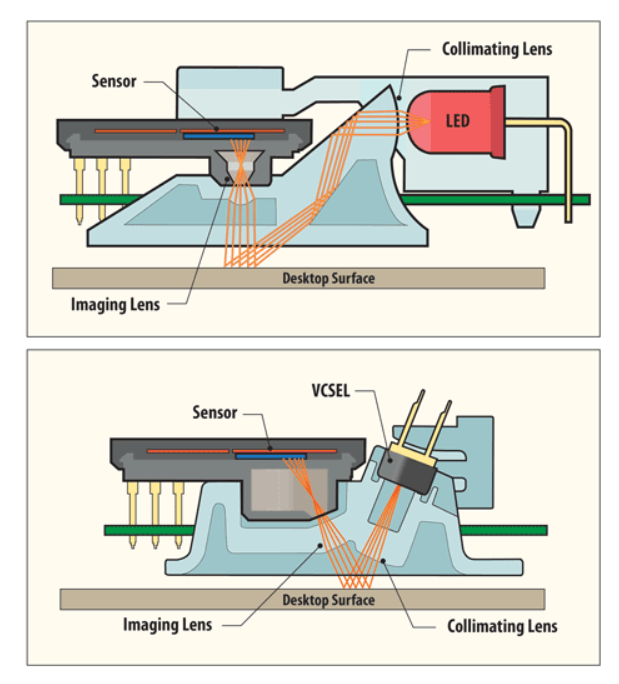 Collimating Lens
Sensor
LED
Desktop Surface
Imaging Lens
VCSEL
Sensor
Desktop Surface
Imaging Lens
Collimating Lens